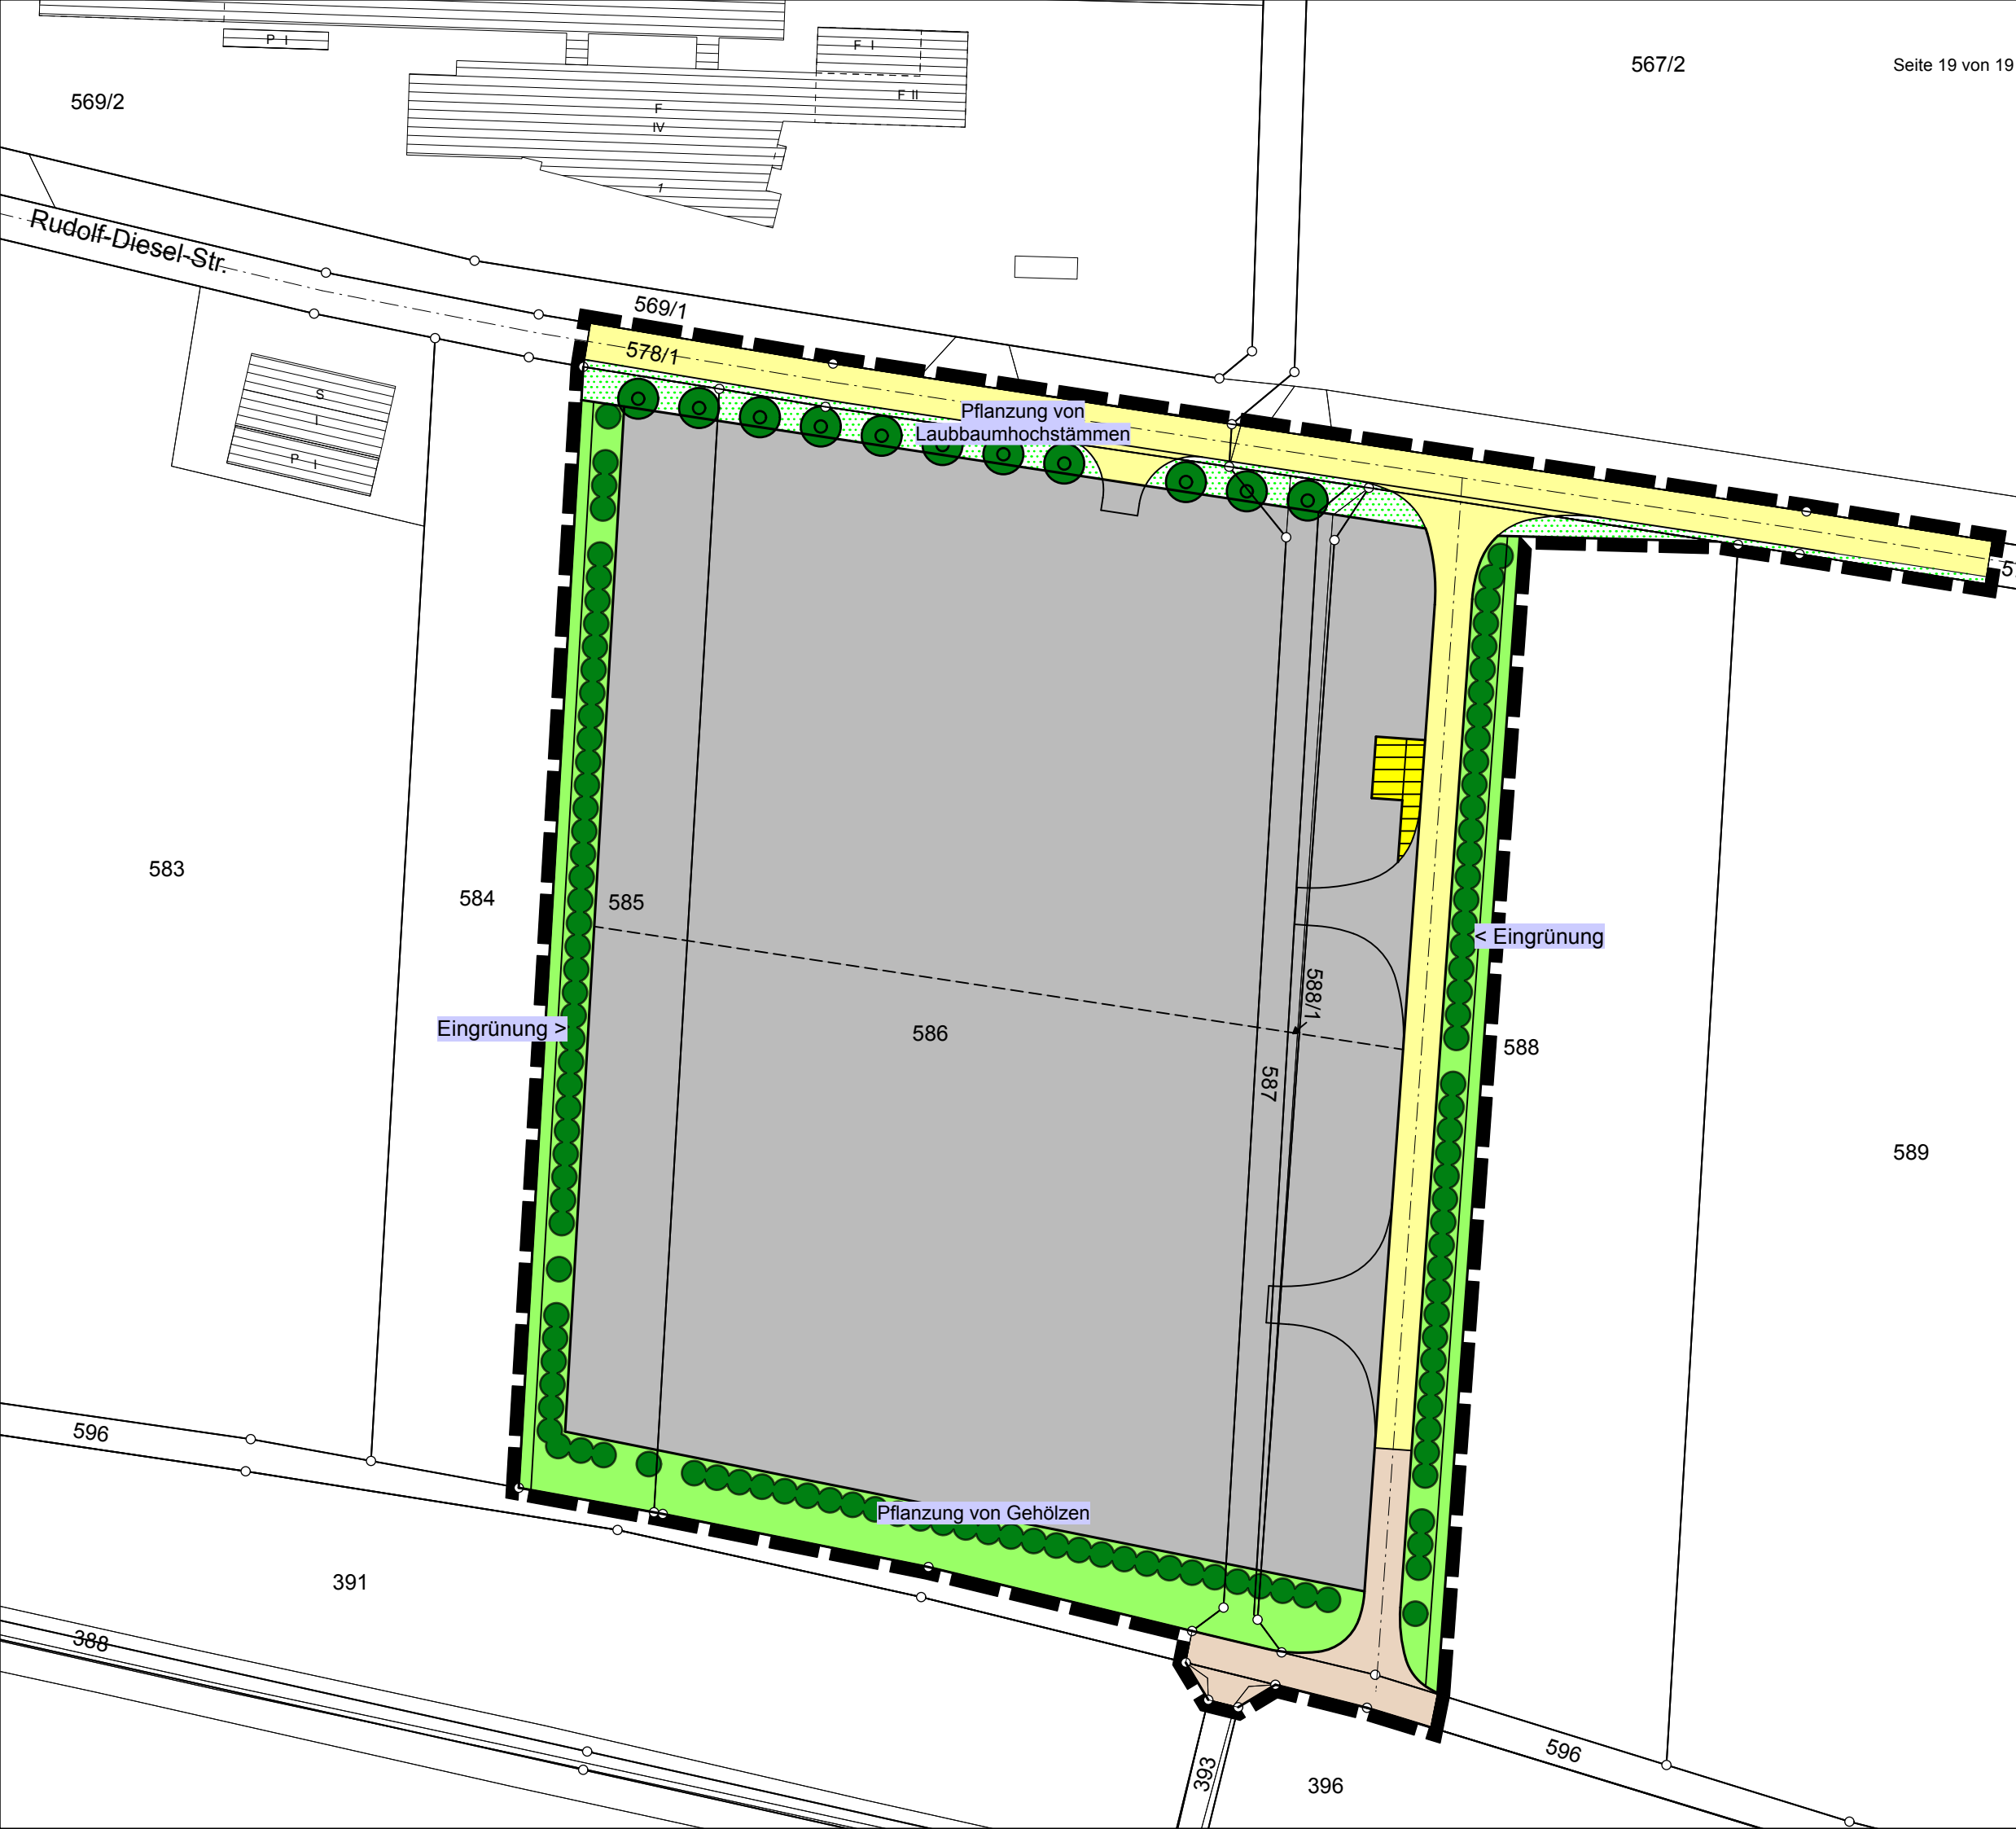 P I
F I
567/2
Seite 19 von 19
F II
569/2
F
IV
1
Rudolf-Diesel-Str.
569/1
578/1
S
I
P I
Pflanzung von
Laubbaumhochstämmen
583
584
585
< Eingrünung
588/1
Eingrünung >
586
588
587
589
596
Pflanzung von Gehölzen
391
388
596
393
396